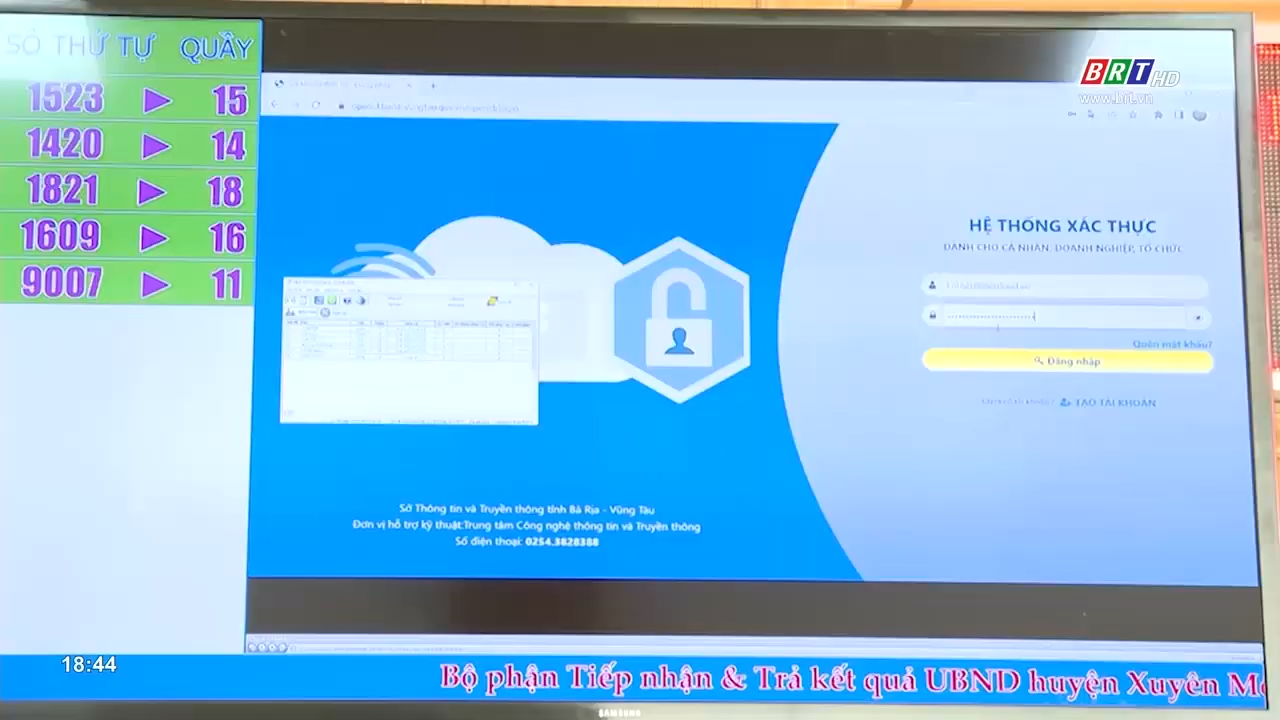 SỐ THỨ TỰ QUẦY
1523 ▶ 15
1420 ▶ 14
1821 ▶ 18
1609 ▶ 16
9007 ▶ 11
BRT HD
www.brt.vn
HỆ THỐNG XÁC THỰC
DÀNH CHO CÁ NHÂN, DOANH NGHIỆP, TỔ CHỨC
Quên mật khẩu?
Đăng nhập
TẠO TÀI KHOẢN
Sở Thông tin và Truyền thông tỉnh Bà Rịa - Vũng Tàu
Đơn vị hỗ trợ kỹ thuật:Trung tâm Công nghệ thông tin và Truyền thông
Số điện thoại: 0254.3828388
18:44
Bộ phận Tiếp nhận & Trả kết quả UBND huyện Xuyên
SAMSUNG